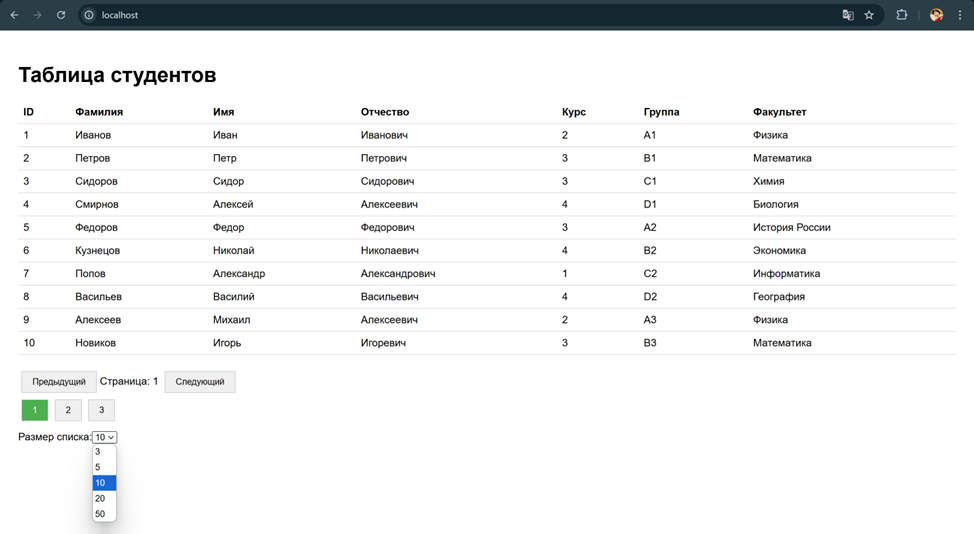 localhost
Таблица студентов
ID Фамилия Имя Отчество Курс Группа Факультет
1 Иванов Иван Иванович 2 A1 Физика
2 Петров Петр Петрович 3 B1 Математика
3 Сидоров Сидор Сидорович 3 C1 Химия
4 Смирнов Алексей Алексеевич 4 D1 Биология
5 Федоров Федор Федорович 3 A2 История России
6 Кузнецов Николай Николаевич 4 B2 Экономика
7 Попов Александр Александрович 1 C2 Информатика
8 Васильев Василий Васильевич 4 D2 География
9 Алексеев Михаил Алексеевич 2 A3 Физика
10 Новиков Игорь Игоревич 3 B3 Математика
Предыдущий Страница: 1 Следующий
1 2 3
Размер списка: 10
3
5
10
20
50